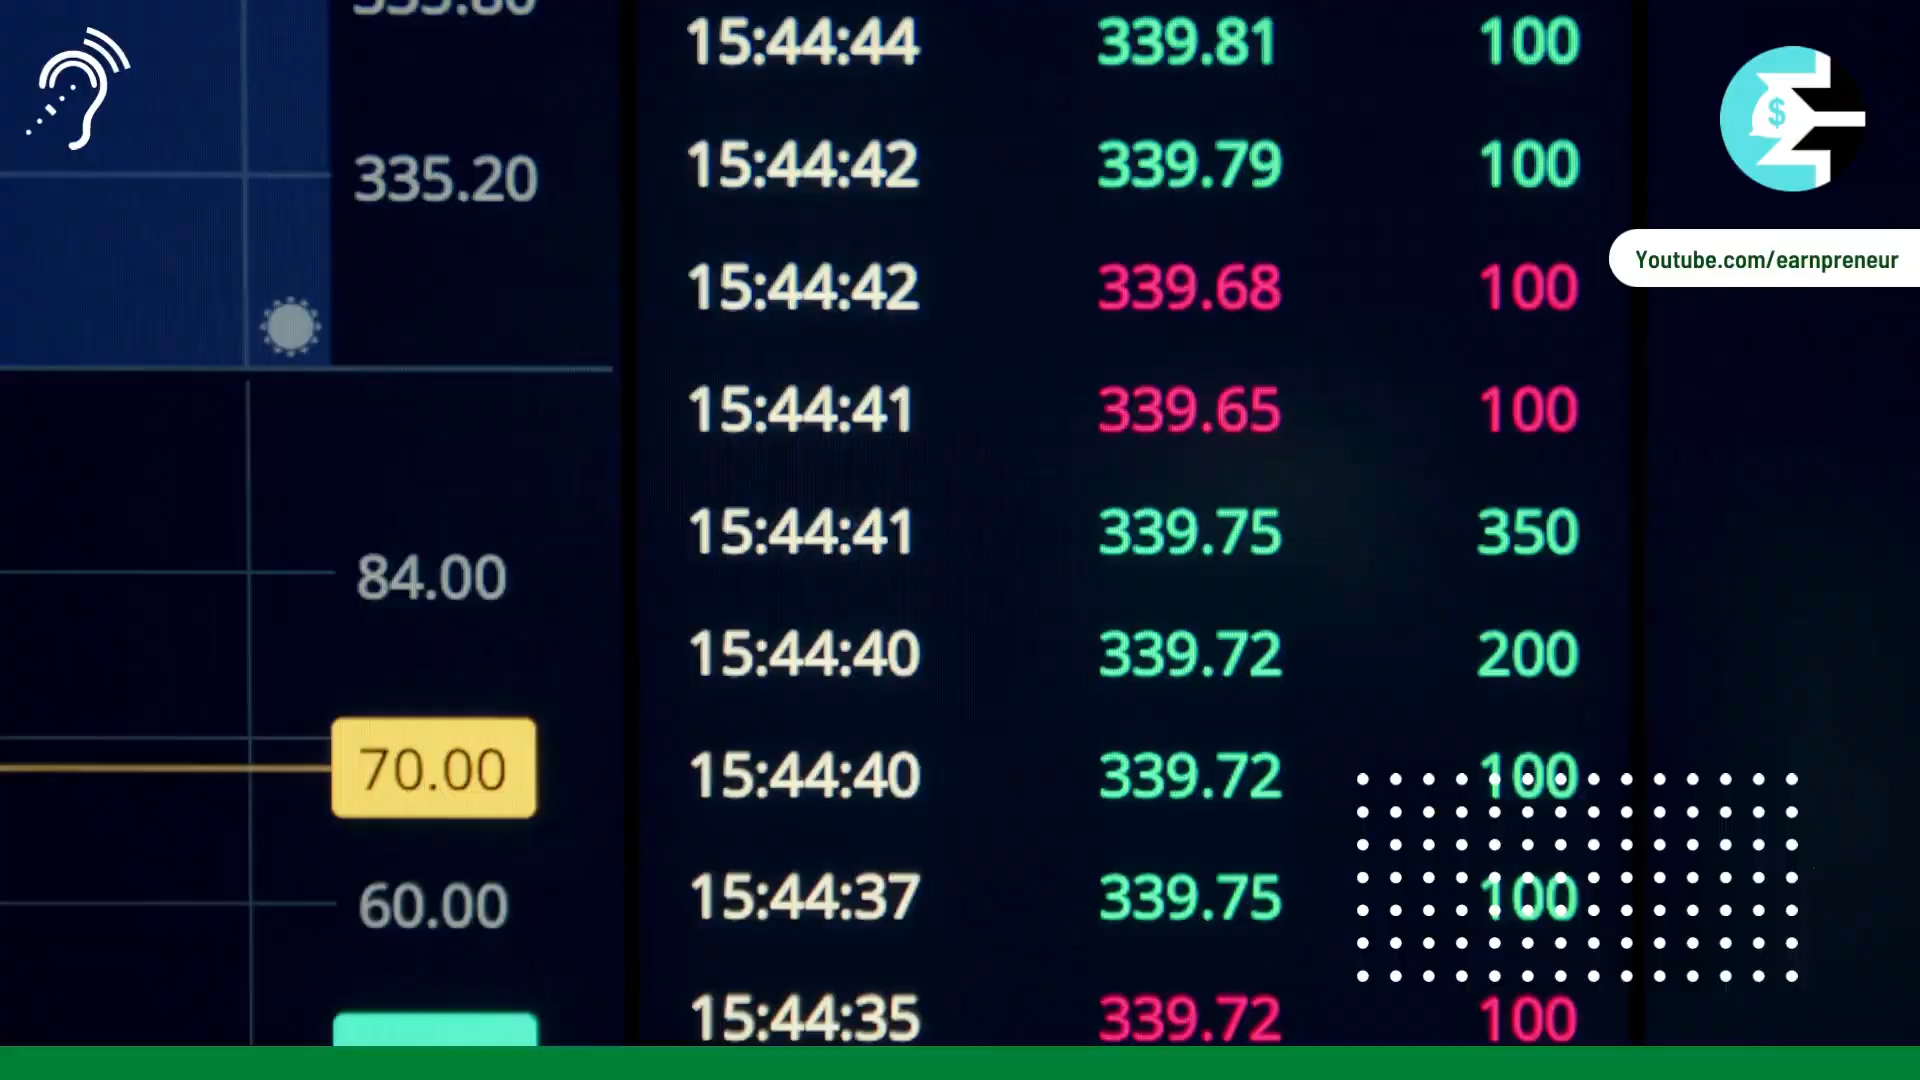 335.80
15:44:44 339.81 100
335.20
15:44:42 339.79 100
15:44:42 339.68 100
15:44:41 339.65 100
15:44:41 339.75 350
84.00
15:44:40 339.72 200
70.00
15:44:40 339.72 100
60.00
15:44:37 339.75 100
15:44:35 339.72 100
$
Youtube.com/earnpreneur